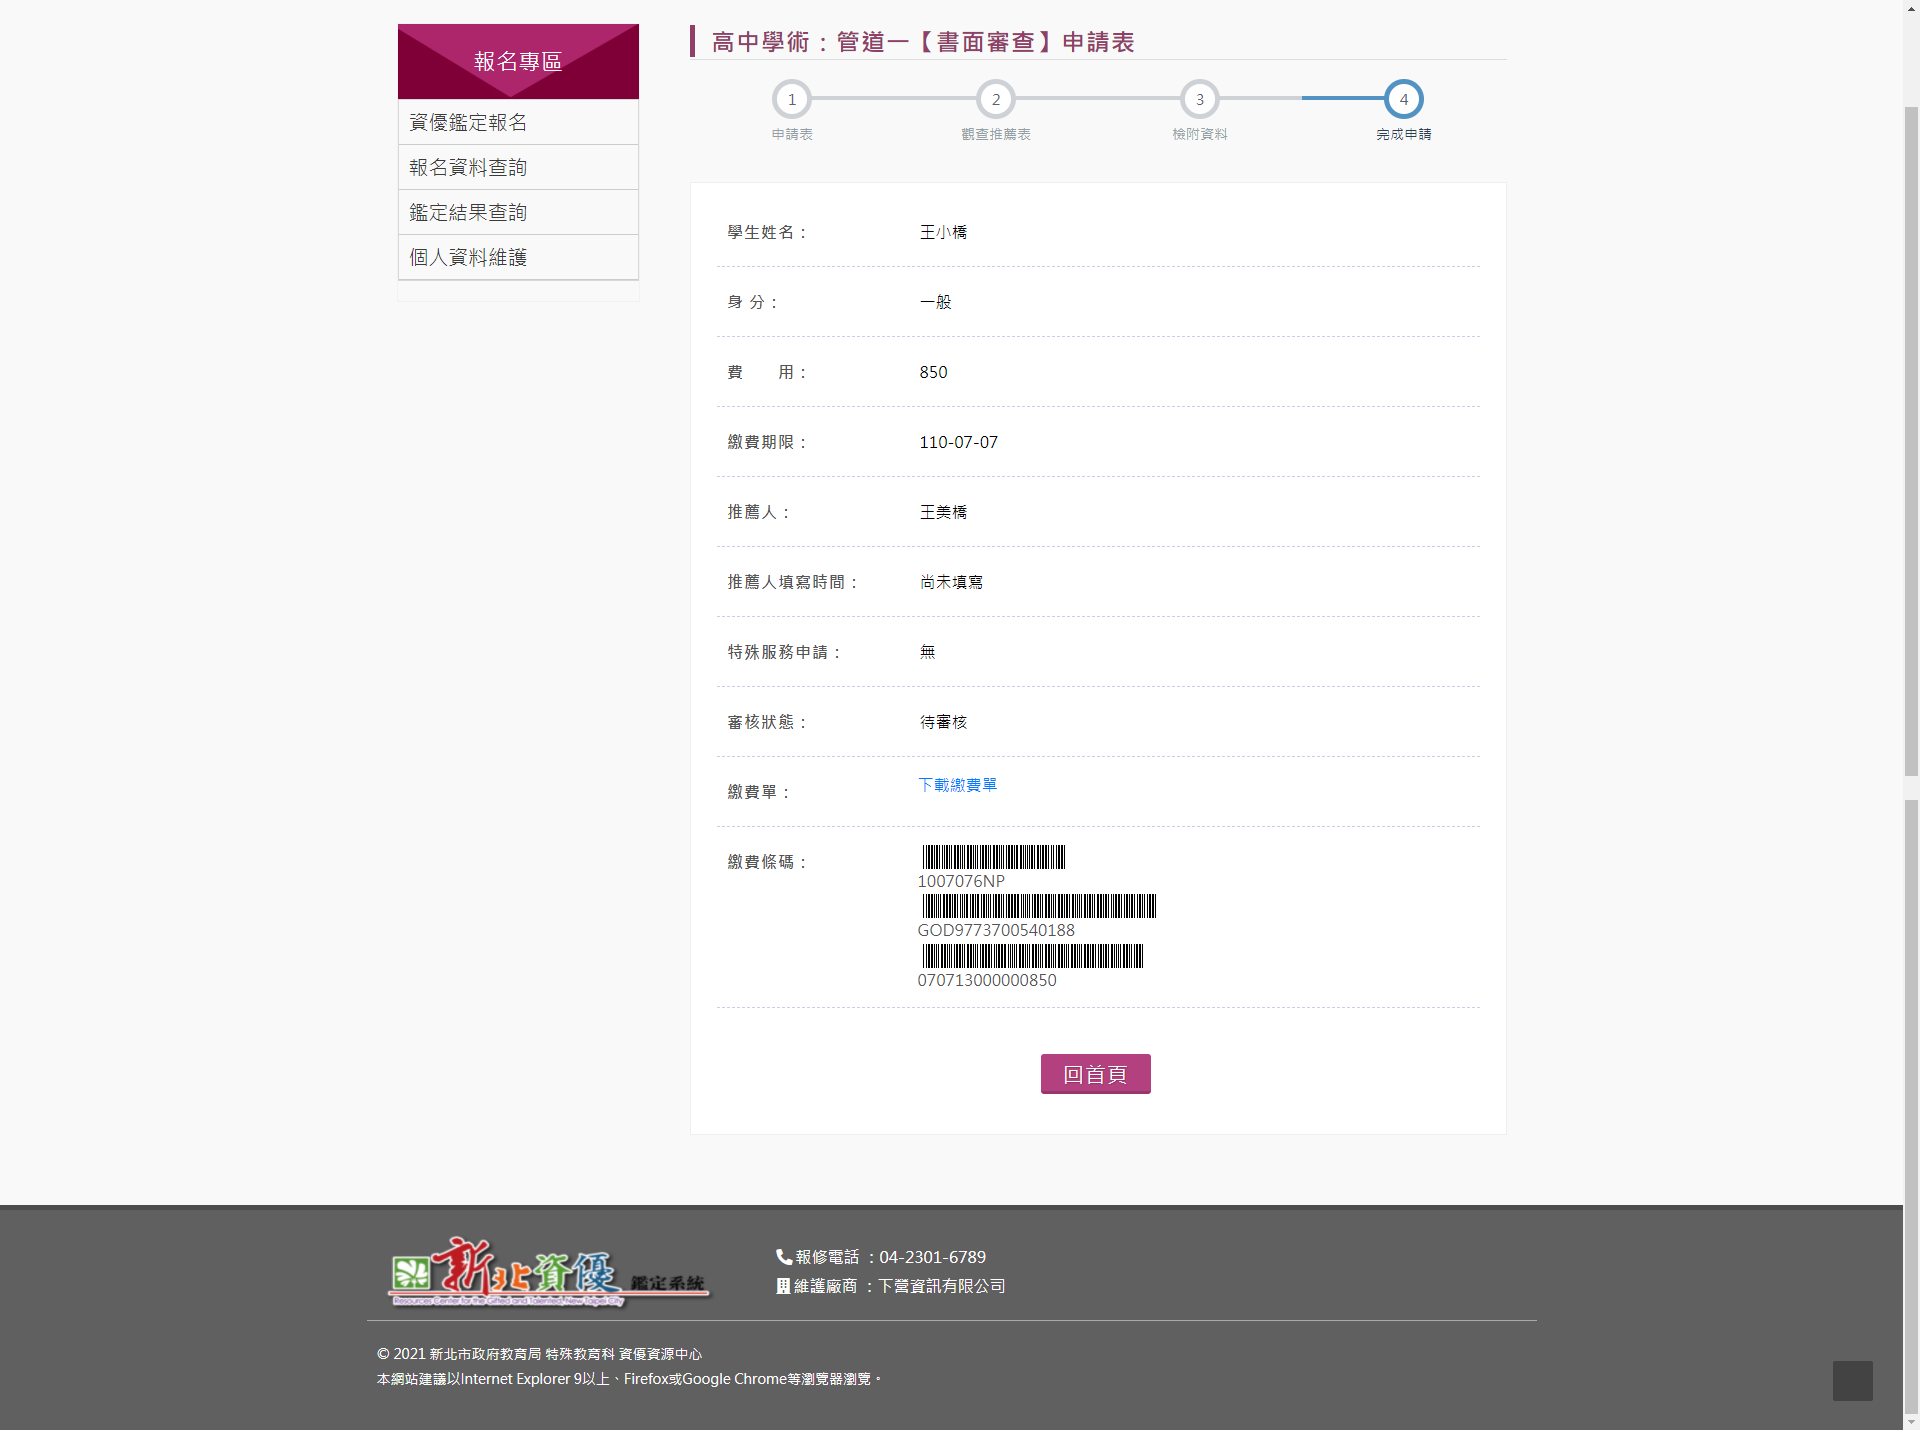 報名專區
資優鑑定報名
報名資料查詢
鑑定結果查詢
個人資料維護
高中學術：管道一【書面審查】申請表
1
2
3
4
申請表
觀查推薦表
檢附資料
完成申請
學生姓名： 王小橋
身 分： 一般
費　　用： 850
繳費期限： 110-07-07
推薦人： 王美橋
推薦人填寫時間： 尚未填寫
特殊服務申請： 無
審核狀態： 待審核
繳費單： 下載繳費單
繳費條碼：
1007076NP
GOD9773700540188
070713000000850
回首頁
新北資優 鑑定系統
Resources Center for the Gifted and Talented, New Taipei City
報修電話 ：04-2301-6789
維護廠商 ：下營資訊有限公司
© 2021 新北市政府教育局 特殊教育科 資優資源中心
本網站建議以Internet Explorer 9以上、Firefox或Google Chrome等瀏覽器瀏覽。